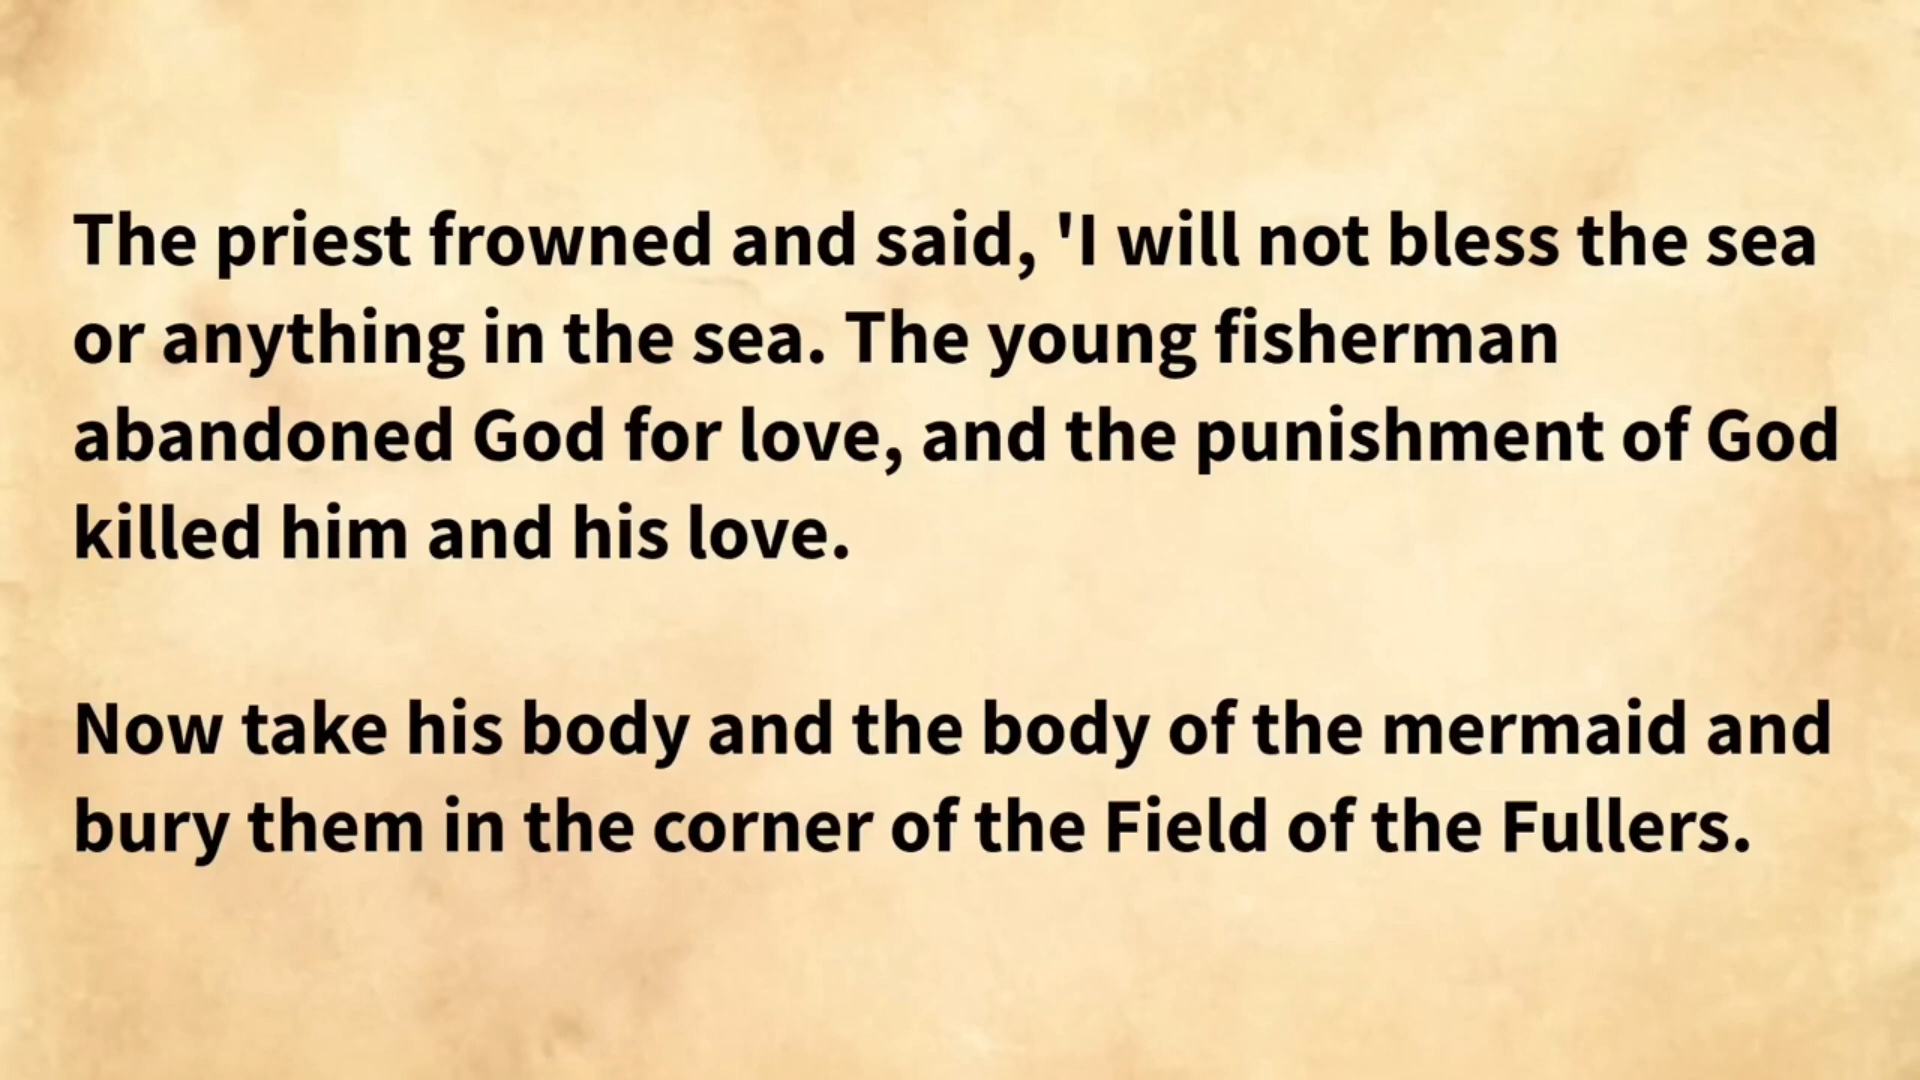 The priest frowned and said, 'I will not bless the sea
or anything in the sea. The young fisherman
abandoned God for love, and the punishment of God
killed him and his love.
Now take his body and the body of the mermaid and
bury them in the corner of the Field of the Fullers.